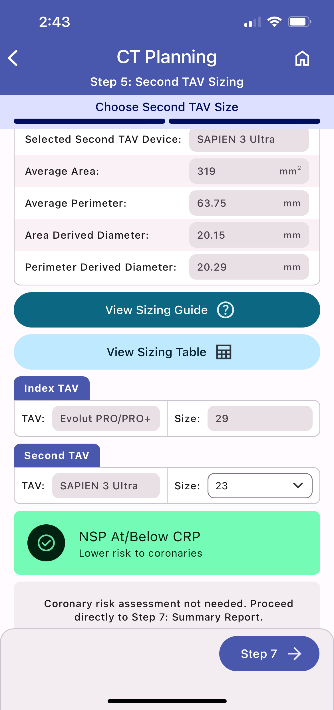 2:43
CT Planning
Step 5: Second TAV Sizing
Choose Second TAV Size
Selected Second TAV Device: SAPIEN 3 Ultra
Average Area: 319 mm²
Average Perimeter: 63.75 mm
Area Derived Diameter: 20.15 mm
Perimeter Derived Diameter: 20.29 mm
View Sizing Guide ?
View Sizing Table
Index TAV
TAV: Evolut PRO/PRO+ Size: 29
Second TAV
TAV: SAPIEN 3 Ultra Size: 23
NSP At/Below CRP
Lower risk to coronaries
Coronary risk assessment not needed. Proceed
directly to Step 7: Summary Report.
Step 7